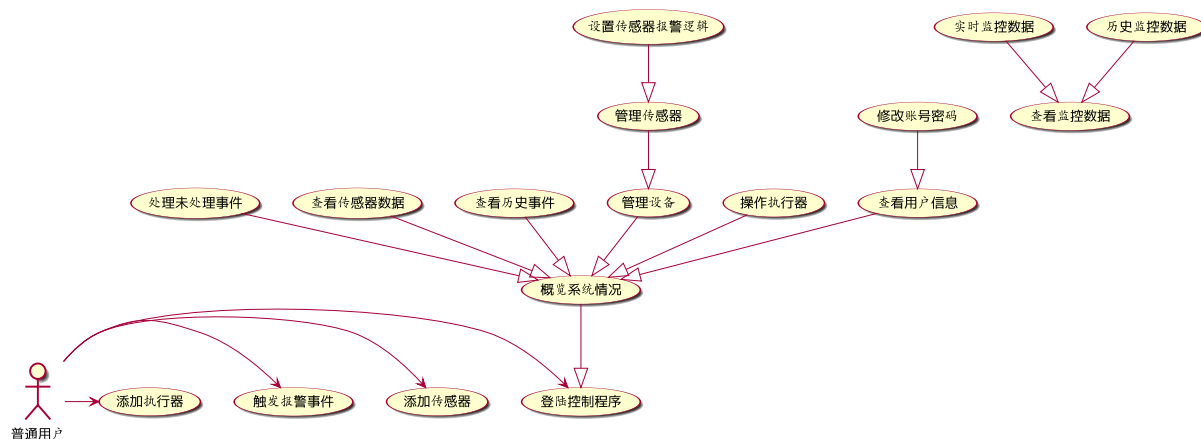 设置传感器报警逻辑
实时监控数据
历史监控数据
管理传感器
修改账号密码
查看监控数据
处理未处理事件
查看传感器数据
查看历史事件
管理设备
操作执行器
查看用户信息
概览系统情况
添加执行器
触发报警事件
添加传感器
登陆控制程序
普通用户